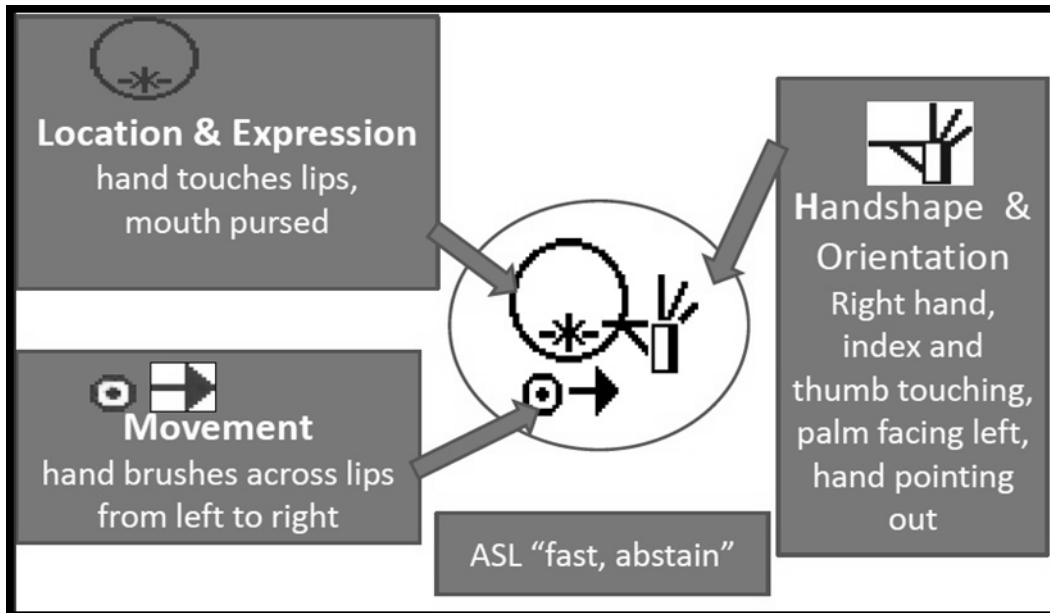 Location & Expression
hand touches lips,
mouth pursed
Movement
hand brushes across lips
from left to right
ASL “fast, abstain”
Handshape &
Orientation
Right hand,
index and
thumb touching,
palm facing left,
hand pointing
out